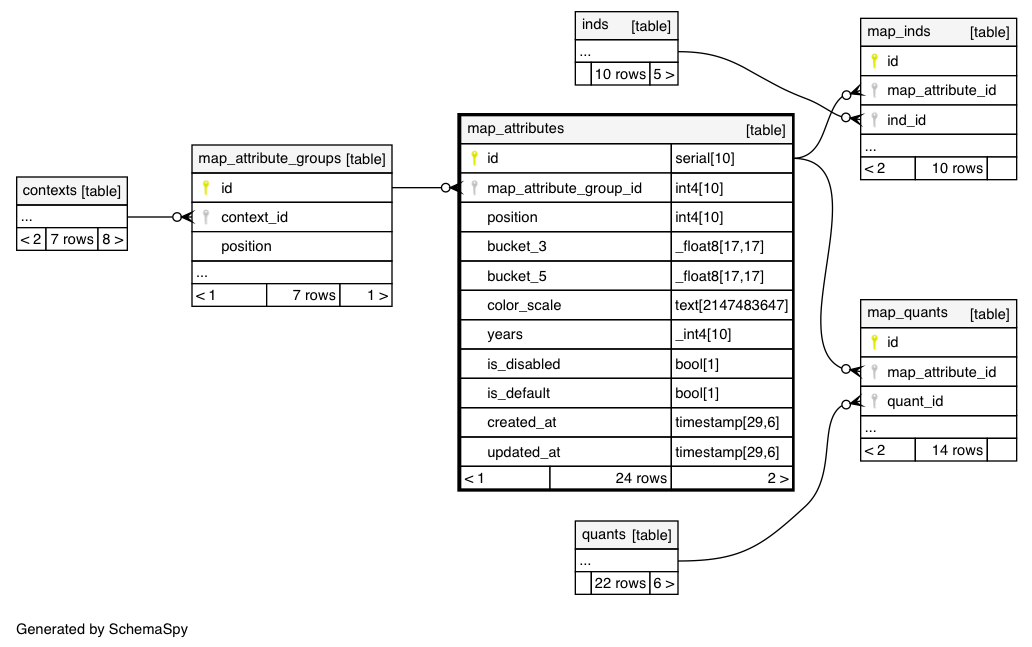 inds [table]
...
10 rows 5 >
map_inds [table]
id
map_attribute_id
ind_id
...
< 2 10 rows
map_attributes [table]
id serial[10]
map_attribute_group_id int4[10]
position int4[10]
bucket_3 _float8[17,17]
bucket_5 _float8[17,17]
color_scale text[2147483647]
years _int4[10]
is_disabled bool[1]
is_default bool[1]
created_at timestamp[29,6]
updated_at timestamp[29,6]
< 1 24 rows 2 >
map_attribute_groups [table]
id
context_id
position
...
< 1 7 rows 1 >
contexts [table]
...
< 2 7 rows 8 >
map_quants [table]
id
map_attribute_id
quant_id
...
< 2 14 rows
quants [table]
...
22 rows 6 >
Generated by SchemaSpy